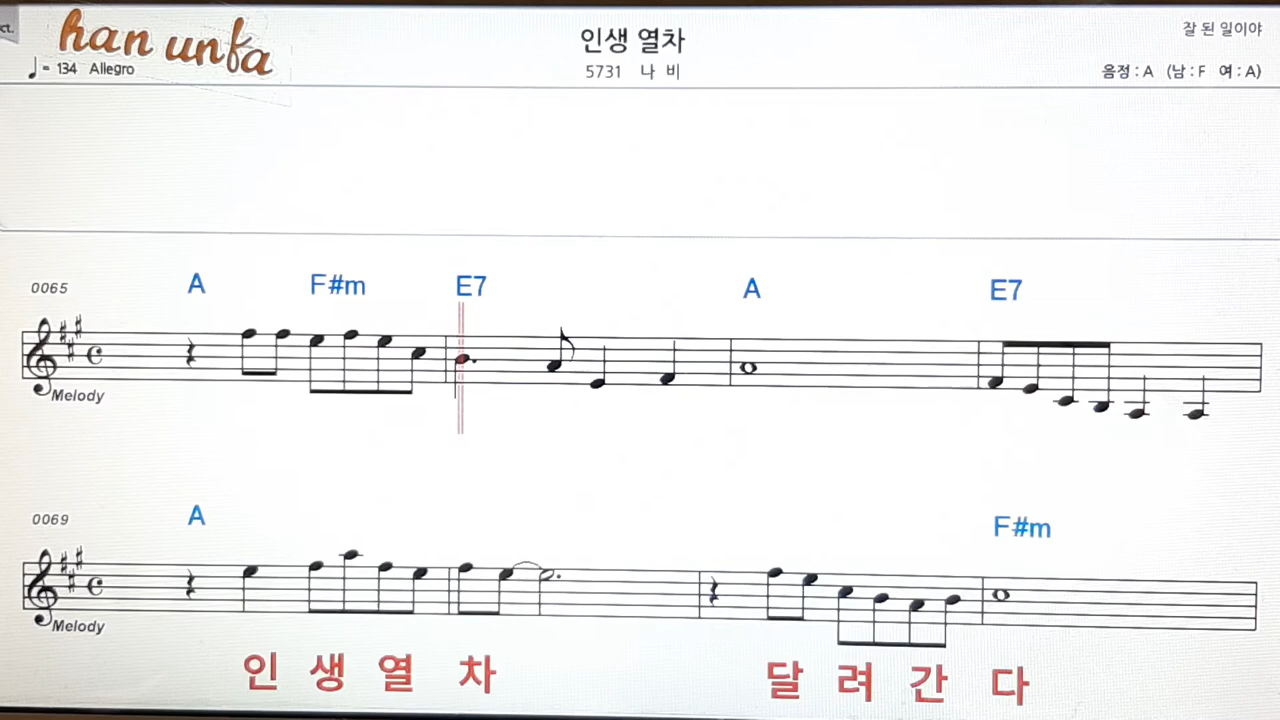 ct.
han unfa
인생 열차
잘 된 일이야
♩= 134 Allegro
5731 나 비
음정 : A (남 : F 여 : A)
0065 A F#m E7 A E7
Melody
0069 A F#m
Melody
인 생 열 차 달 려 간 다